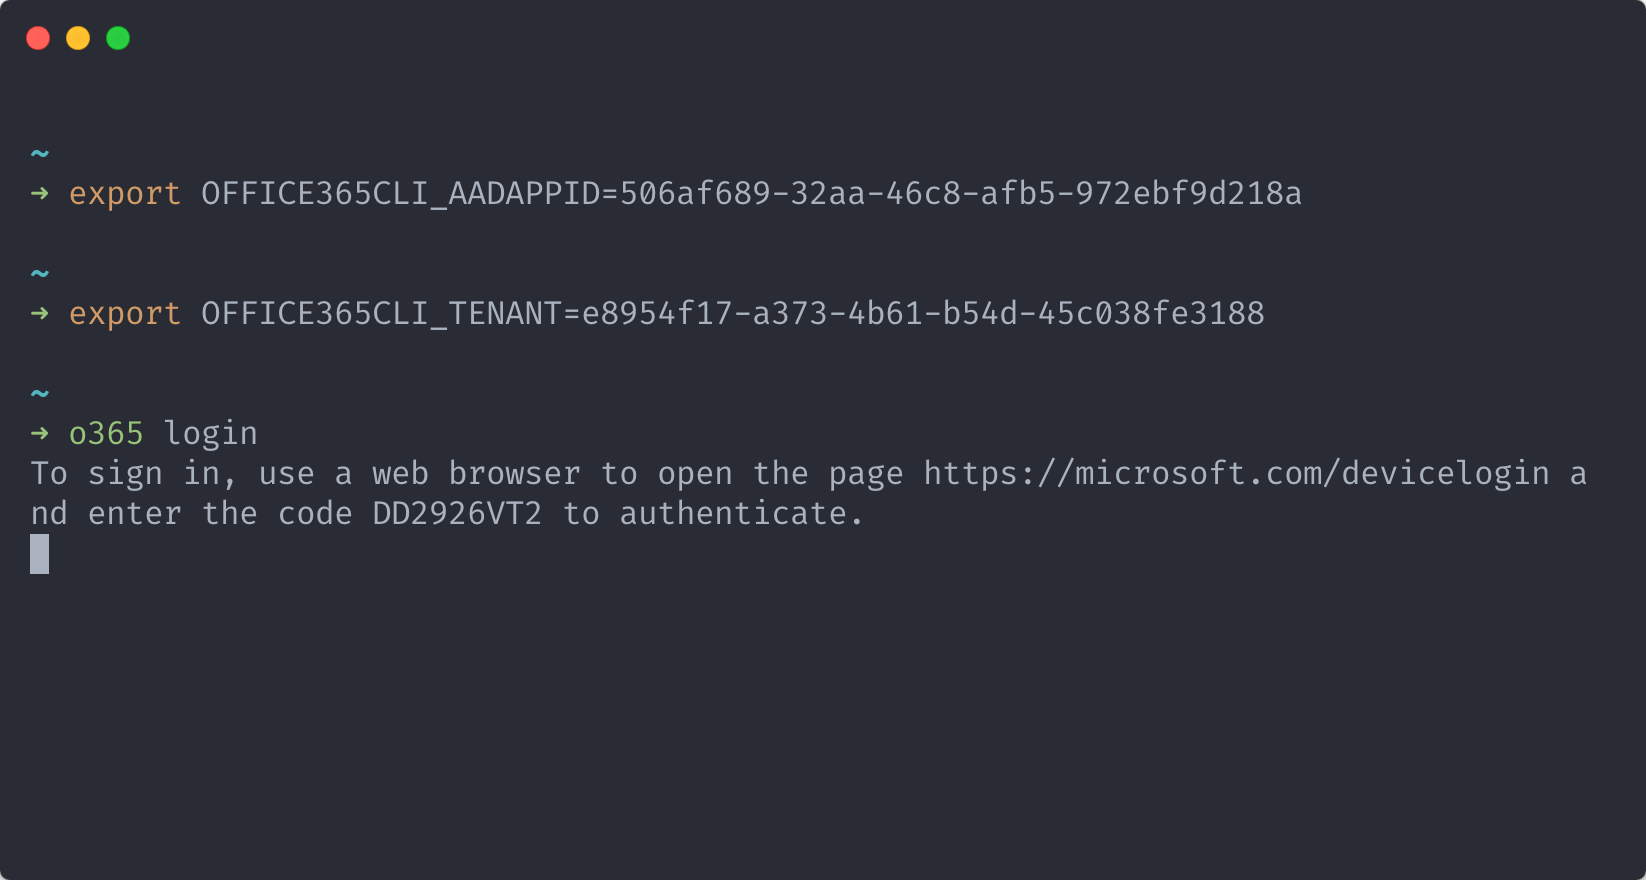 ~
➜ export OFFICE365CLI_AADAPPID=506af689-32aa-46c8-afb5-972ebf9d218a
~
➜ export OFFICE365CLI_TENANT=e8954f17-a373-4b61-b54d-45c038fe3188
~
➜ o365 login
To sign in, use a web browser to open the page https://microsoft.com/devicelogin a
nd enter the code DD2926VT2 to authenticate.